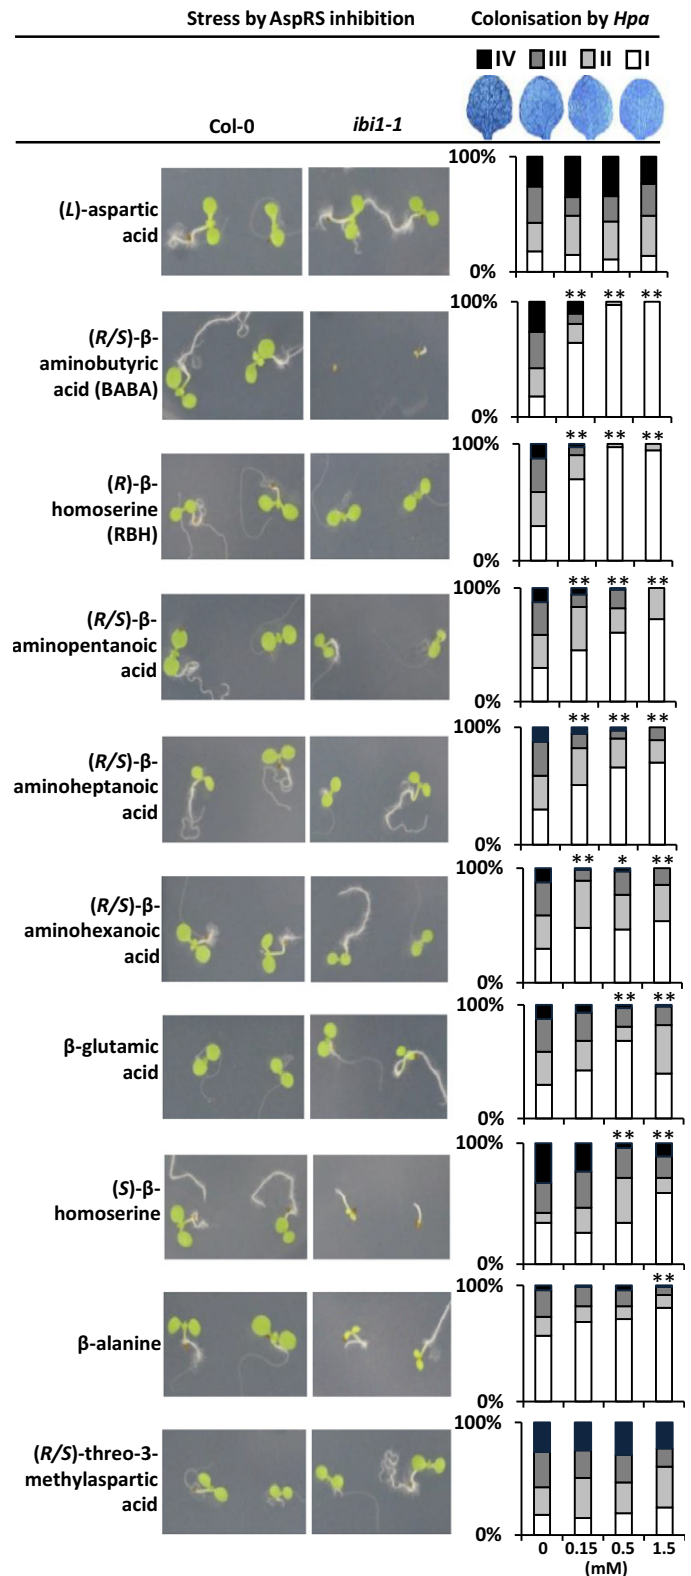 Stress by AspRS inhibition Colonisation by Hpa
IV III II I
Col-0 ibi1-1
(L)-aspartic
acid
100%
0%
(R/S)-β-
aminobutyric
acid (BABA)
100%
** ** **
0%
(R)-β-
homoserine
(RBH)
100%
** ** **
0%
(R/S)-β-
aminopentanoic
acid
100%
** ** **
0%
(R/S)-β-
aminoheptanoic
acid
100%
** ** **
0%
(R/S)-β-
aminohexanoic
acid
100%
** * **
0%
β-glutamic
acid
100%
** **
0%
(S)-β-
homoserine
100%
** **
0%
β-alanine
100%
**
0%
(R/S)-threo-3-
methylaspartic
acid
100%
0%
0 0.15 0.5 1.5
(mM)